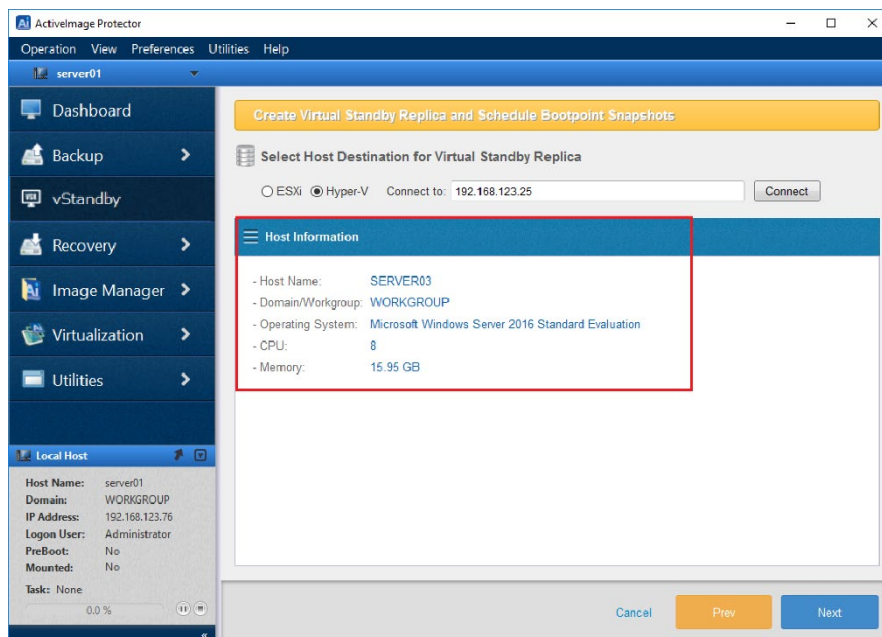 ActiveImage Protector
Operation View Preferences Utilities Help
server01
Dashboard
Backup
vStandby
Recovery
Image Manager
Virtualization
Utilities
Local Host
Host Name: server01
Domain: WORKGROUP
IP Address: 192.168.123.76
Logon User: Administrator
PreBoot: No
Mounted: No
Task: None
0.0 %
Create Virtual Standby Replica and Schedule Bootpoint Snapshots
Select Host Destination for Virtual Standby Replica
ESXi Hyper-V Connect to: 192.168.123.25 Connect
Host Information
- Host Name: SERVER03
- Domain/Workgroup: WORKGROUP
- Operating System: Microsoft Windows Server 2016 Standard Evaluation
- CPU: 8
- Memory: 15.95 GB
Cancel Prev Next